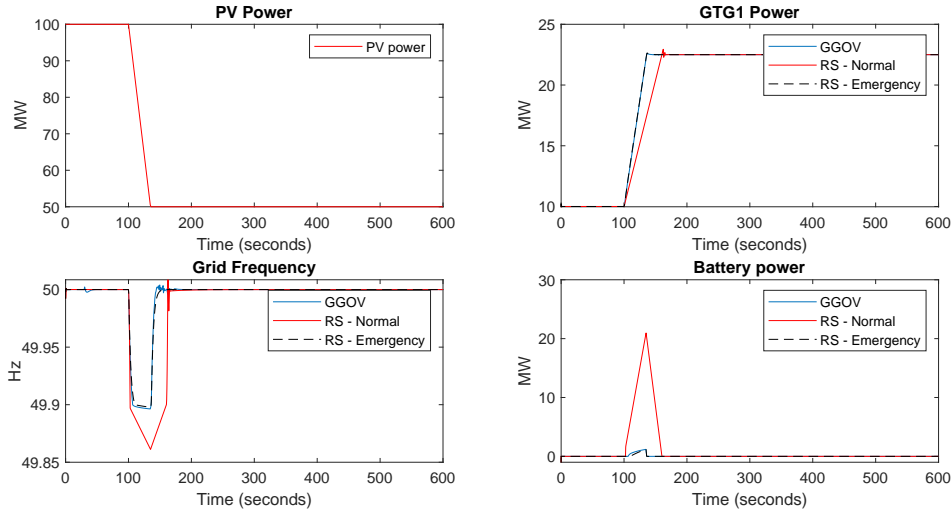 PV Power
100
90
80
70
60
50
MW
PV power
0 100 200 300 400 500 600
Time (seconds)
GTG1 Power
25
20
15
10
MW
GGOV
RS - Normal
RS - Emergency
0 100 200 300 400 500 600
Time (seconds)
Grid Frequency
50
49.95
49.9
49.85
Hz
GGOV
RS - Normal
RS - Emergency
0 100 200 300 400 500 600
Time (seconds)
Battery power
30
20
10
0
MW
GGOV
RS - Normal
RS - Emergency
0 100 200 300 400 500 600
Time (seconds)